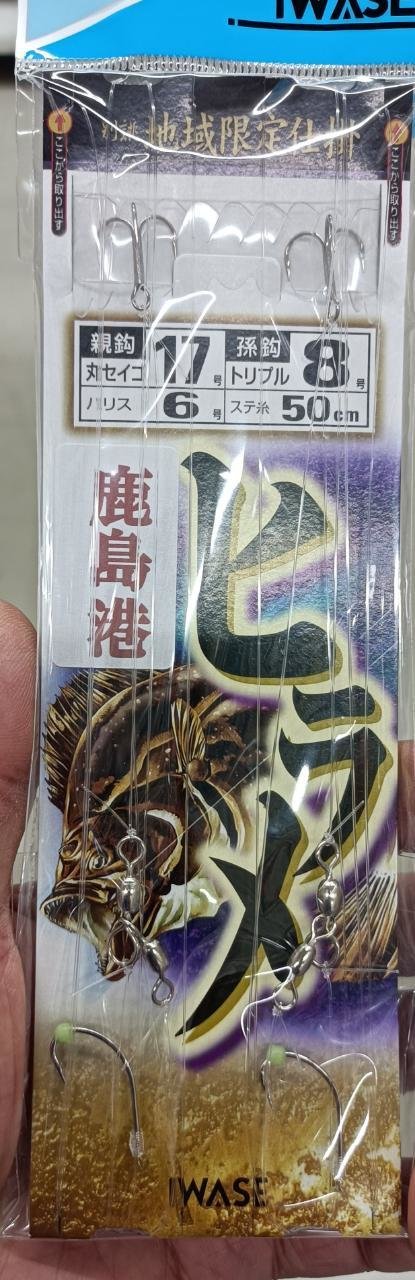 IWASE
地域限定仕掛
ここから取り出す
ここから取り出す
親鈎 丸セイゴ 17号
孫鈎 トリプル 8号
ハリス 6号
ステ糸 50cm
鹿島港
ヒラメ
IWASE